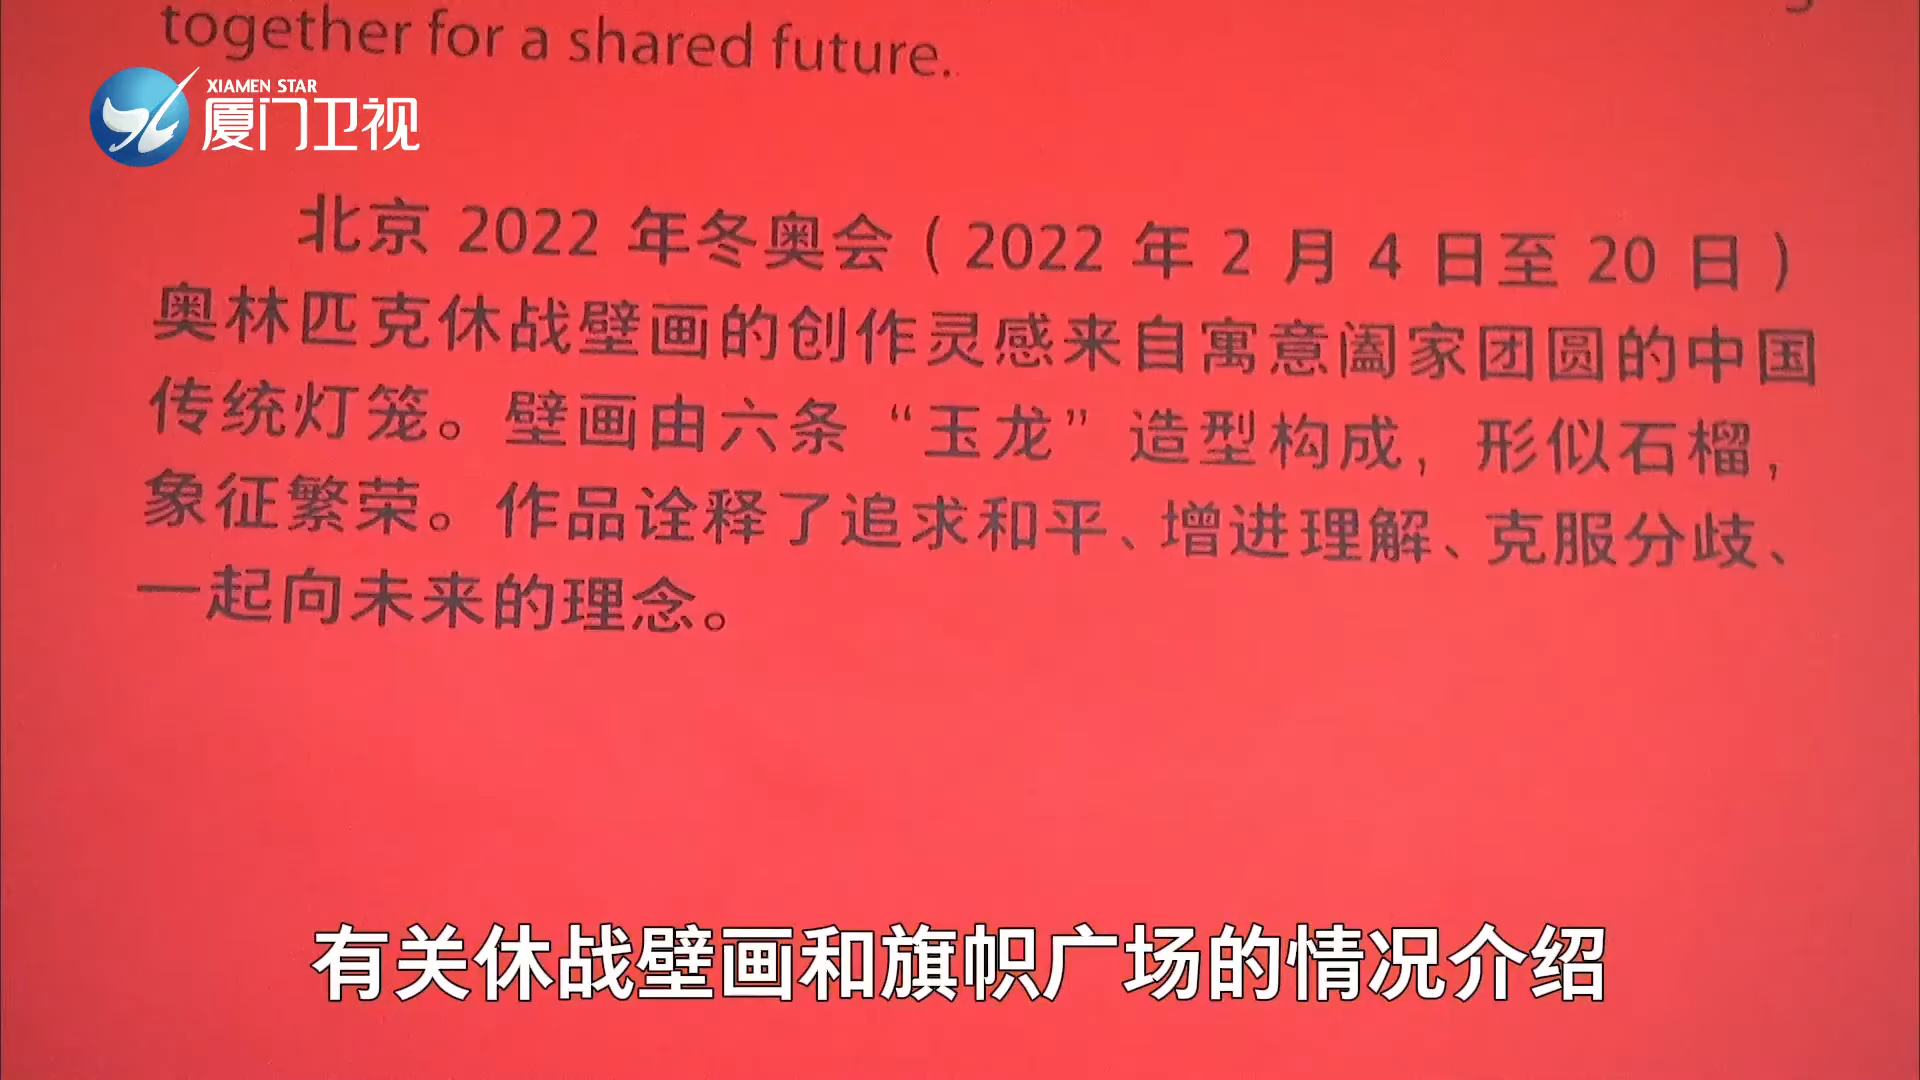 together for a shared future.
XIAMEN STAR
厦门卫视
北京 2022 年冬奥会（2022 年 2 月 4 日至 20 日）
奥林匹克休战壁画的创作灵感来自寓意阖家团圆的中国
传统灯笼。壁画由六条“玉龙”造型构成，形似石榴，
象征繁荣。作品诠释了追求和平、增进理解、克服分歧、
一起向未来的理念。
有关休战壁画和旗帜广场的情况介绍